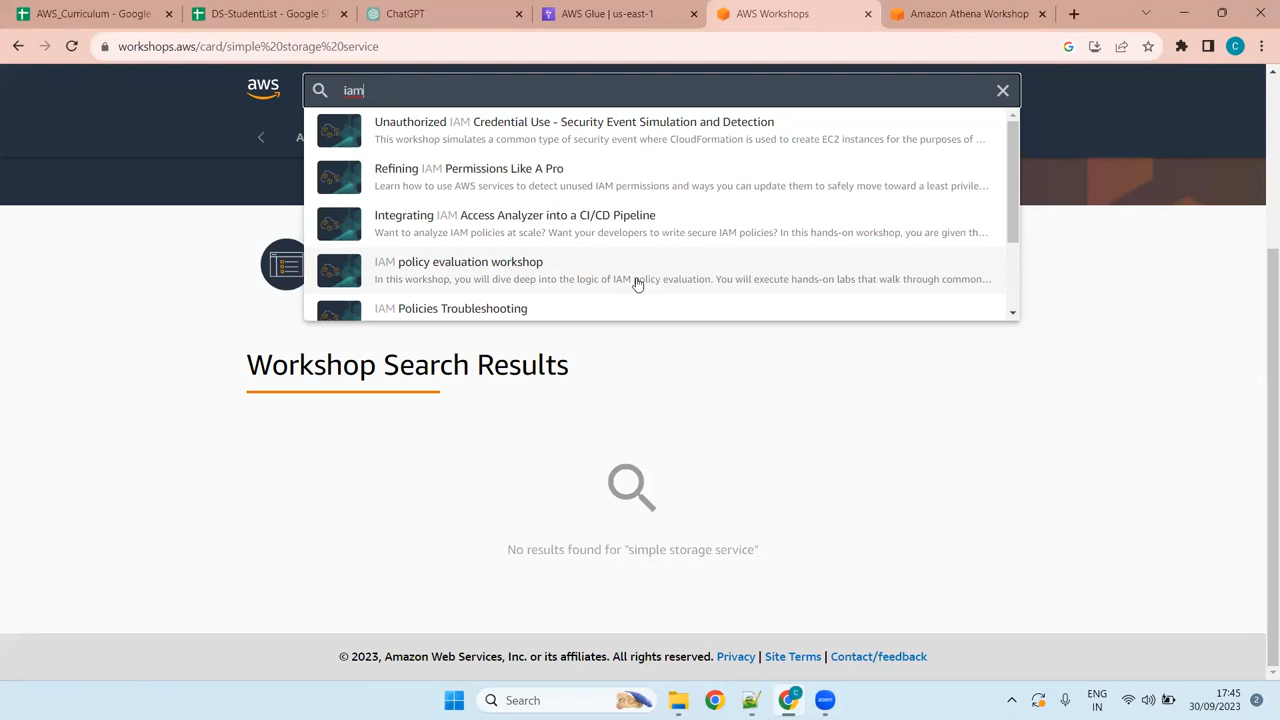 AWS_Curriculum - Google
DS-StudentList - Google S
ChatGPT
AWS Glue | us-east-1
AWS Workshops
Amazon Athena Workshop
workshops.aws/card/simple%20storage%20service
G
C
aws
iam
A
Unauthorized IAM Credential Use - Security Event Simulation and Detection
This workshop simulates a common type of security event where CloudFormation is used to create EC2 instances for the purposes of ...
Refining IAM Permissions Like A Pro
Learn how to use AWS services to detect unused IAM permissions and ways you can update them to safely move toward a least privile...
Integrating IAM Access Analyzer into a CI/CD Pipeline
Want to analyze IAM policies at scale? Want your developers to write secure IAM policies? In this hands-on workshop, you are given th...
IAM policy evaluation workshop
In this workshop, you will dive deep into the logic of IAM policy evaluation. You will execute hands-on labs that walk through common...
IAM Policies Troubleshooting
Workshop Search Results
No results found for "simple storage service"
© 2023, Amazon Web Services, Inc. or its affiliates. All rights reserved. Privacy | Site Terms | Contact/feedback
Search
C
zoom
ENG
IN
17:45
30/09/2023
2